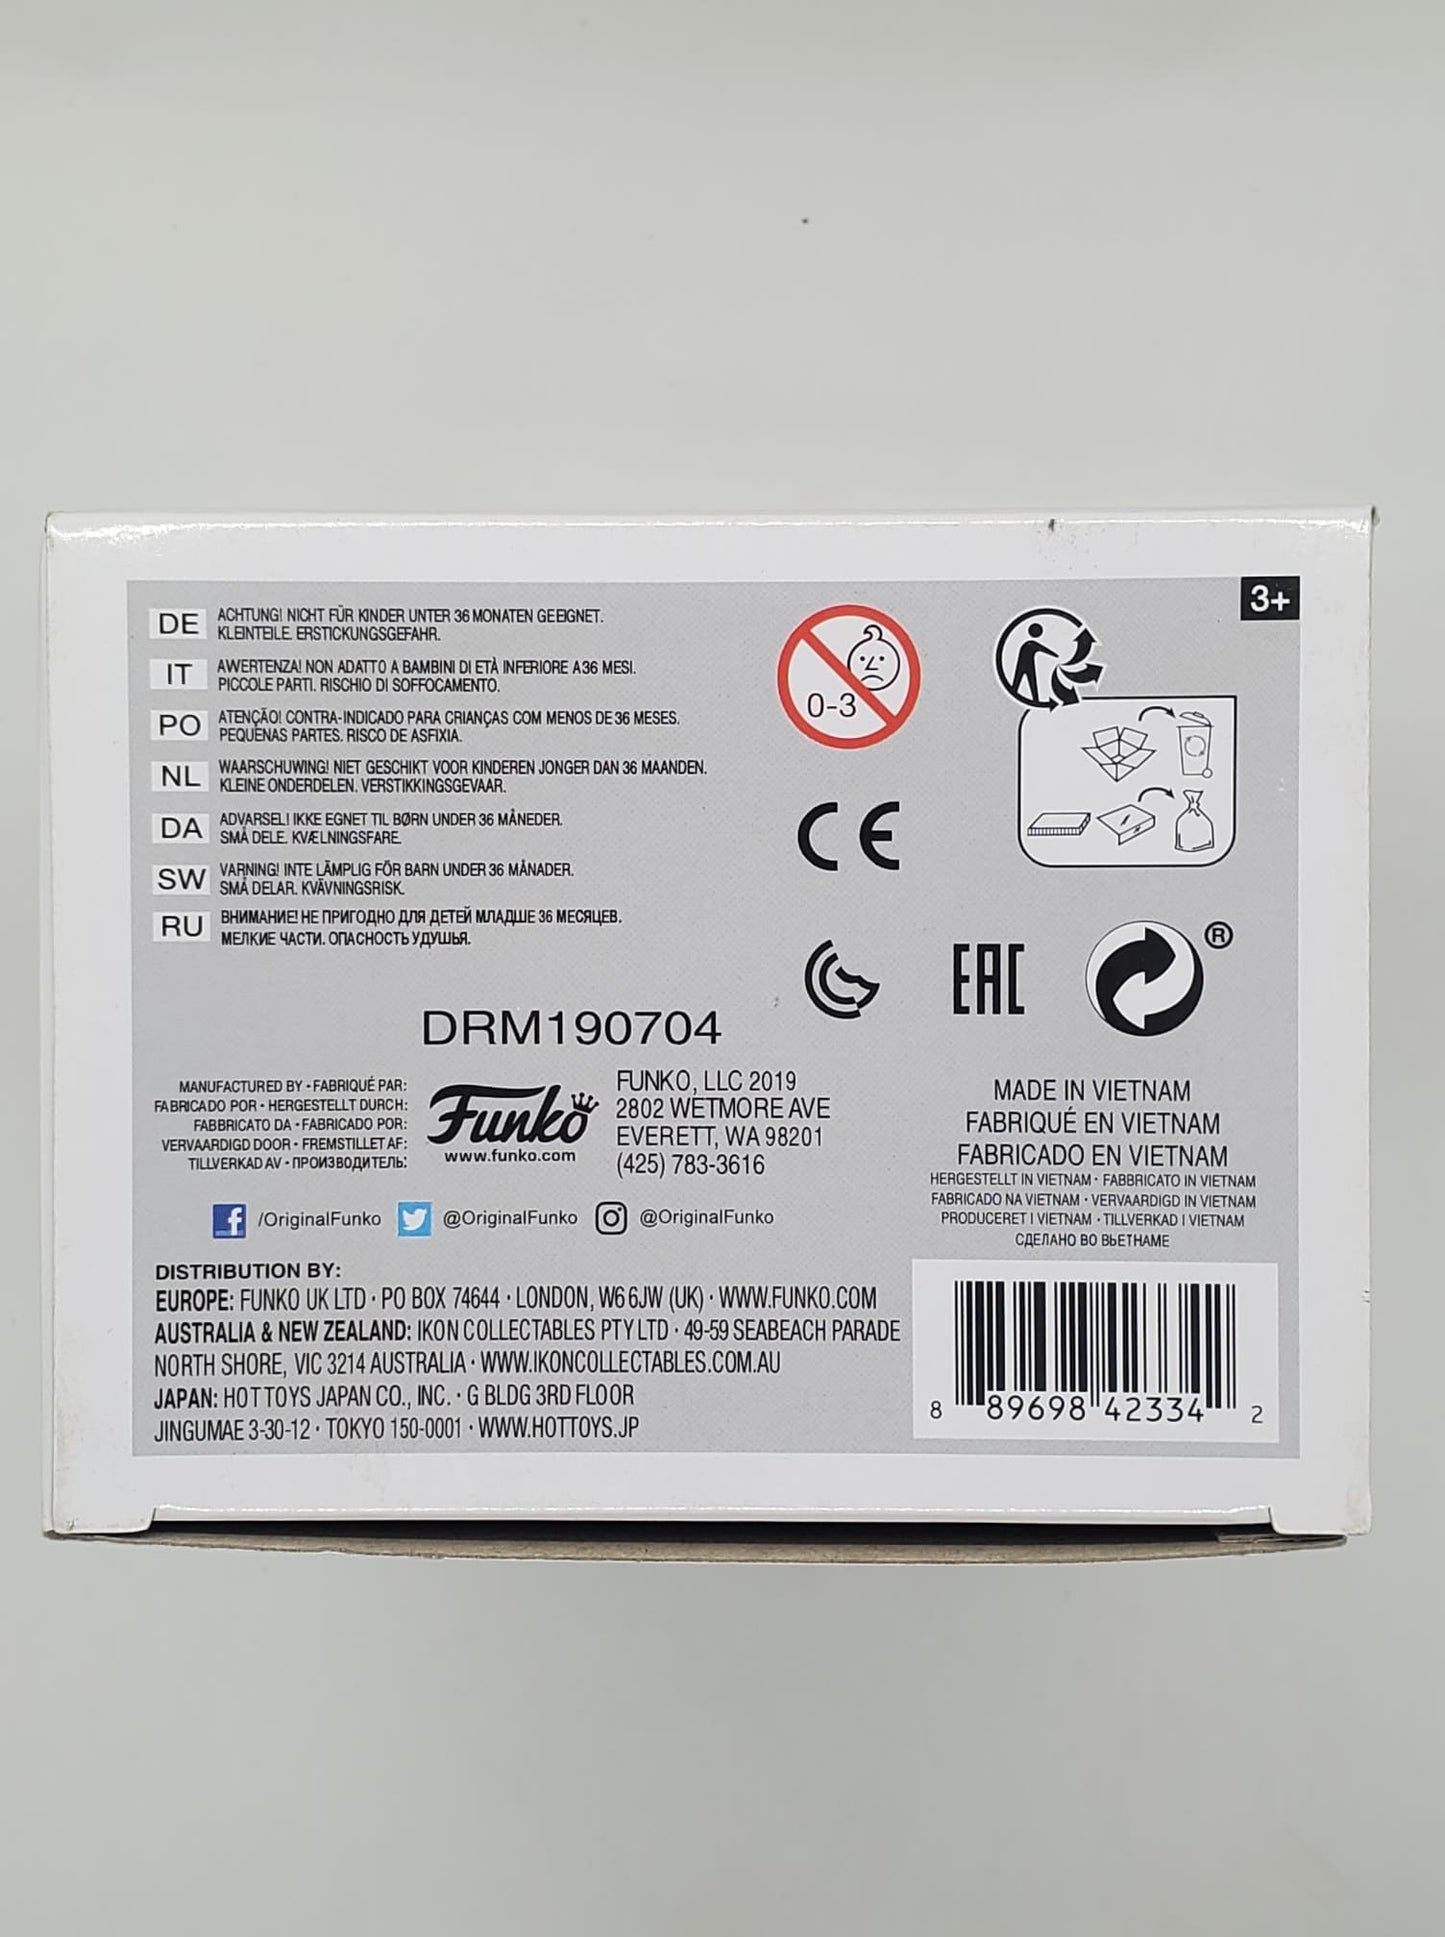 3+
DE ACHTUNG! NICHT FÜR KINDER UNTER 36 MONATEN GEEIGNET.
KLEINTEILE. ERSTICKUNGSGEFAHR.
IT AWERTENZA! NON ADATTO A BAMBINI DI ETÀ INFERIORE A 36 MESI.
PICCOLE PARTI. RISCHIO DI SOFFOCAMENTO.
PO ATENÇÃO! CONTRA-INDICADO PARA CRIANÇAS COM MENOS DE 36 MESES.
PEQUENAS PARTES. RISCO DE ASFIXIA.
NL WAARSCHUWING! NIET GESCHIKT VOOR KINDEREN JONGER DAN 36 MAANDEN.
KLEINE ONDERDELEN. VERSTIKKINGSGEVAAR.
DA ADVARSEL! IKKE EGNET TIL BØRN UNDER 36 MÅNEDER.
SMÅ DELE. KVÆLNINGSFARE.
SW VARNING! INTE LÄMPLIG FÖR BARN UNDER 36 MÅNADER.
SMÅ DELAR. KVÄVNINGSRISK.
RU ВНИМАНИЕ! НЕ ПРИГОДНО ДЛЯ ДЕТЕЙ МЛАДШЕ 36 МЕСЯЦЕВ.
МЕЛКИЕ ЧАСТИ. ОПАСНОСТЬ УДУШЬЯ.
0-3
CE
EAC
®
DRM190704
MANUFACTURED BY • FABRIQUÉ PAR:
FABRICADO POR • HERGESTELLT DURCH:
FABBRICATO DA • FABRICADO POR:
VERVAARDIGD DOOR • FREMSTILLET AF:
TILLVERKAD AV • ПРОИЗВОДИТЕЛЬ:
Funko
www.funko.com
FUNKO, LLC 2019
2802 WETMORE AVE
EVERETT, WA 98201
(425) 783-3616
MADE IN VIETNAM
FABRIQUÉ EN VIETNAM
FABRICADO EN VIETNAM
HERGESTELLT IN VIETNAM • FABBRICATO IN VIETNAM
FABRICADO NA VIETNAM • VERVAARDIGD IN VIETNAM
PRODUCERET I VIETNAM • TILLVERKAD I VIETNAM
СДЕЛАНО ВО ВЬЕТНАМЕ
/OriginalFunko @OriginalFunko @OriginalFunko
DISTRIBUTION BY:
EUROPE: FUNKO UK LTD • PO BOX 74644 • LONDON, W6 6JW (UK) • WWW.FUNKO.COM
AUSTRALIA & NEW ZEALAND: IKON COLLECTABLES PTY LTD • 49-59 SEABEACH PARADE
NORTH SHORE, VIC 3214 AUSTRALIA • WWW.IKONCOLLECTABLES.COM.AU
JAPAN: HOT TOYS JAPAN CO., INC. • G BLDG 3RD FLOOR
JINGUMAE 3-30-12 • TOKYO 150-0001 • WWW.HOTTOYS.JP
8 89698 42334 2